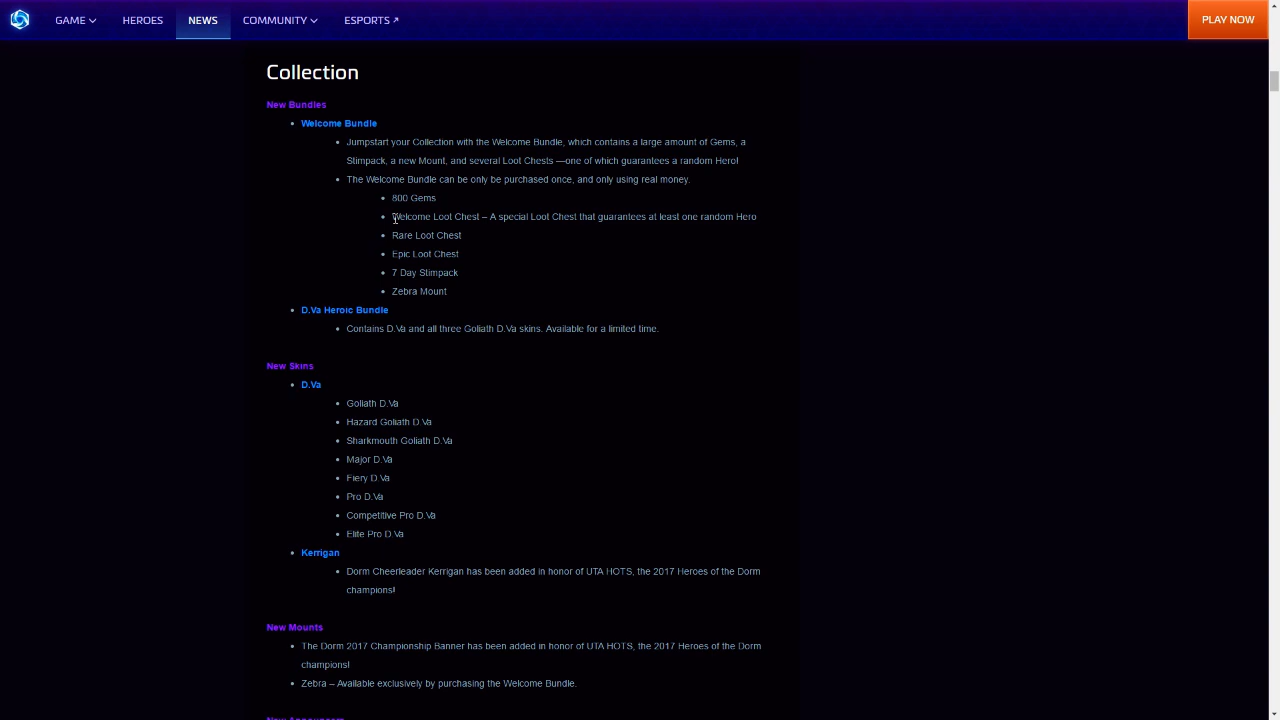 GAME HEROES NEWS COMMUNITY ESPORTS PLAY NOW
Collection
New Bundles
Welcome Bundle
Jumpstart your Collection with the Welcome Bundle, which contains a large amount of Gems, a
Stimpack, a new Mount, and several Loot Chests —one of which guarantees a random Hero!
The Welcome Bundle can be only be purchased once, and only using real money.
800 Gems
Welcome Loot Chest – A special Loot Chest that guarantees at least one random Hero
Rare Loot Chest
Epic Loot Chest
7 Day Stimpack
Zebra Mount
D.Va Heroic Bundle
Contains D.Va and all three Goliath D.Va skins. Available for a limited time.
New Skins
D.Va
Goliath D.Va
Hazard Goliath D.Va
Sharkmouth Goliath D.Va
Major D.Va
Fiery D.Va
Pro D.Va
Competitive Pro D.Va
Elite Pro D.Va
Kerrigan
Dorm Cheerleader Kerrigan has been added in honor of UTA HOTS, the 2017 Heroes of the Dorm
champions!
New Mounts
The Dorm 2017 Championship Banner has been added in honor of UTA HOTS, the 2017 Heroes of the Dorm
champions!
Zebra – Available exclusively by purchasing the Welcome Bundle.
New Announcers